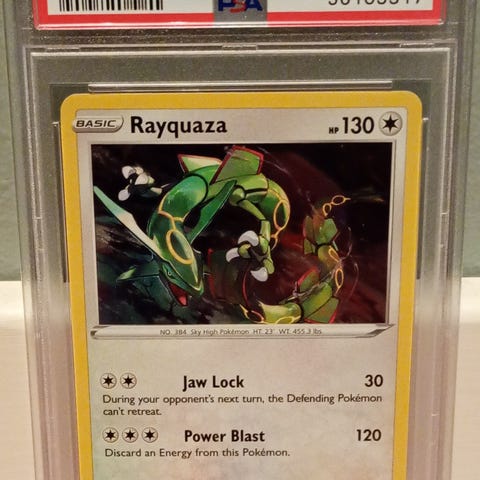 PSA
BASIC Rayquaza HP 130
NO. 384 Sky High Pokémon HT. 23' WT. 455.3 lbs
Jaw Lock 30
During your opponent's next turn, the Defending Pokémon
can't retreat.
Power Blast 120
Discard an Energy from this Pokémon.